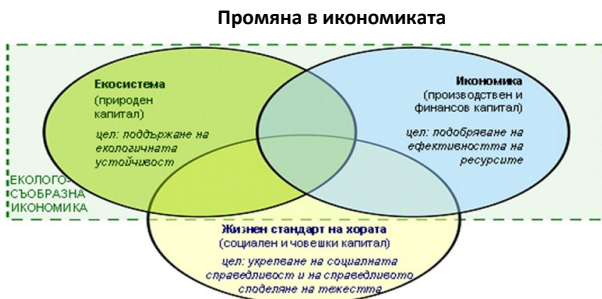 Промяна в икономиката
Екосистема
(природен
капитал)
цел: поддържане на
екологичната
устойчивост
Икономика
(производствен и
финансов капитал)
цел: подобряване на
ефективността на
ресурсите
ЕКОЛОГО-
СЪОБРАЗНА
ИКОНОМИКА
Жизнен стандарт на хората
(социален и човешки капитал)
цел: укрепване на социалната
справедливост и на справедливото
споделяне на тежестта